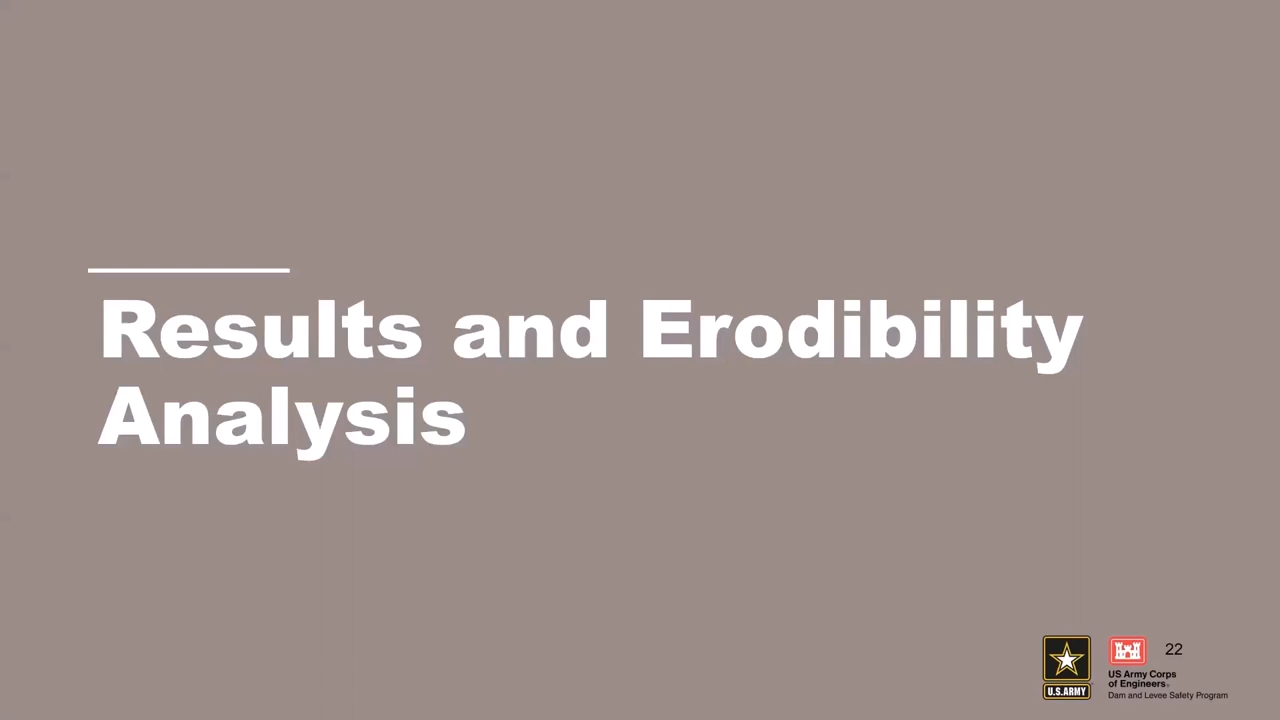 Results and Erodibility
Analysis
22
U.S.ARMY
US Army Corps
of Engineers®
Dam and Levee Safety Program